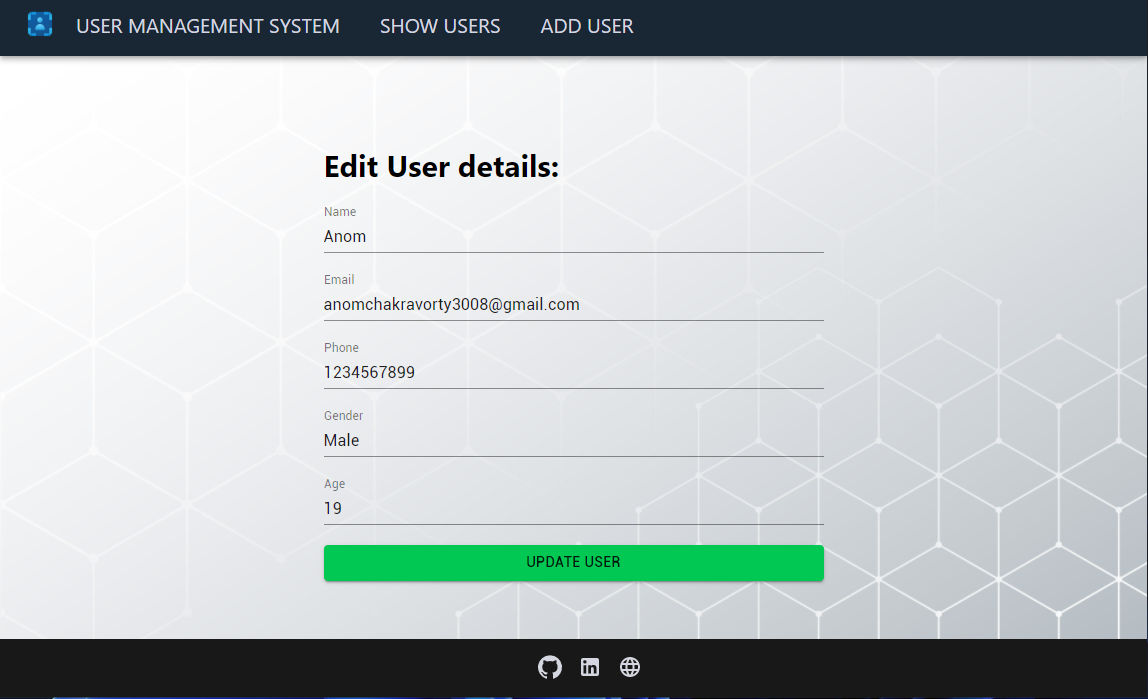 USER MANAGEMENT SYSTEM SHOW USERS ADD USER
Edit User details:
Name
Anom
Email
anomchakravorty3008@gmail.com
Phone
1234567899
Gender
Male
Age
19
UPDATE USER
in